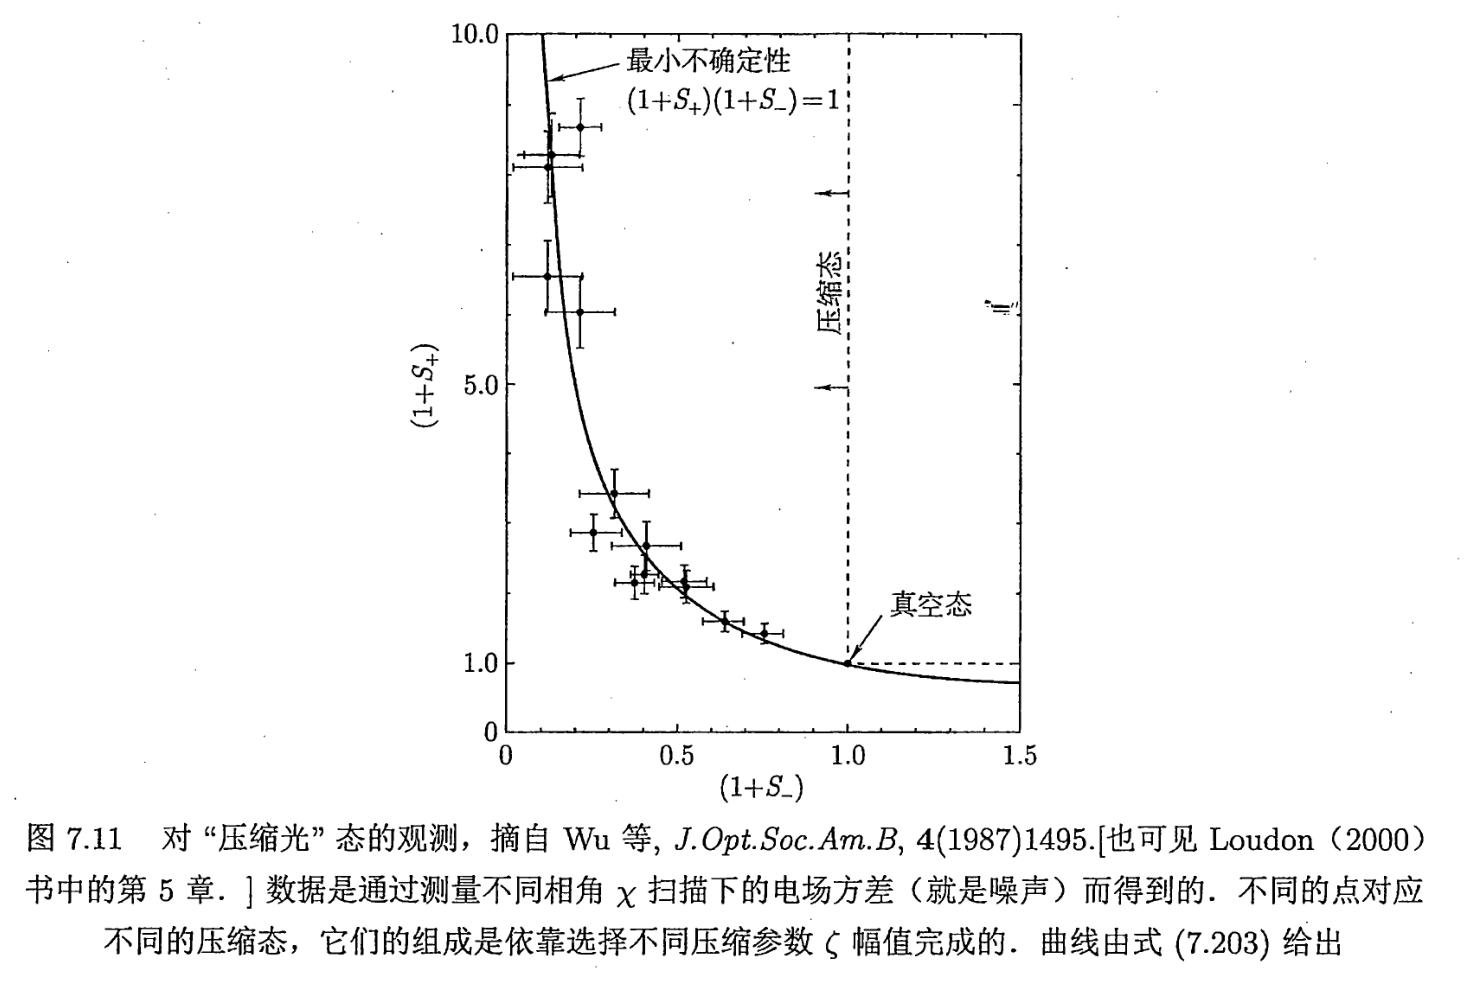 10.0
最小不确定性
(1+S₊)(1+S₋)=1
压缩态
(1+S₊)
5.0
真空态
1.0
0
0 0.5 1.0 1.5
(1+S₋)
图 7.11 对 “压缩光” 态的观测, 摘自 Wu 等, J.Opt.Soc.Am.B, 4(1987)1495.[也可见 Loudon (2000)
书中的第 5 章. ] 数据是通过测量不同相角 χ 扫描下的电场方差 (就是噪声) 而得到的. 不同的点对应
不同的压缩态, 它们的组成是依靠选择不同压缩参数 ζ 幅值完成的. 曲线由式 (7.203) 给出